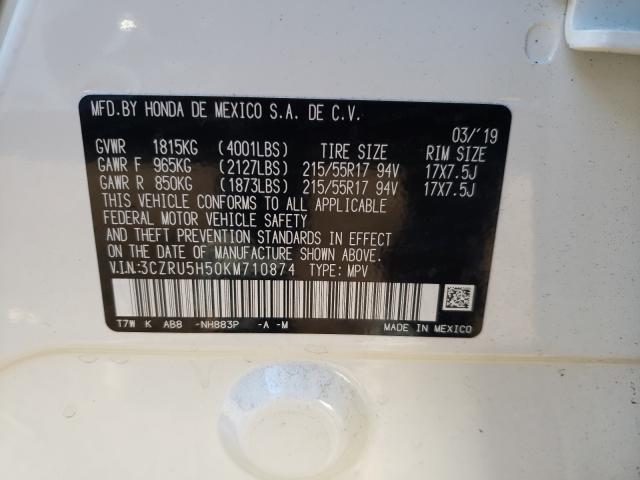 MFD.BY HONDA DE MEXICO S.A. DE C.V.
03/'19
GVWR 1815KG (4001LBS) TIRE SIZE RIM SIZE
GAWR F 965KG (2127LBS) 215/55R17 94V 17X7.5J
GAWR R 850KG (1873LBS) 215/55R17 94V 17X7.5J
THIS VEHICLE CONFORMS TO ALL APPLICABLE
FEDERAL MOTOR VEHICLE SAFETY
AND THEFT PREVENTION STANDARDS IN EFFECT
ON THE DATE OF MANUFACTURE SHOWN ABOVE.
V.I.N:3CZRU5H50KM710874 TYPE: MPV
T7W K AB8 -NH883P -A -M
MADE IN MEXICO